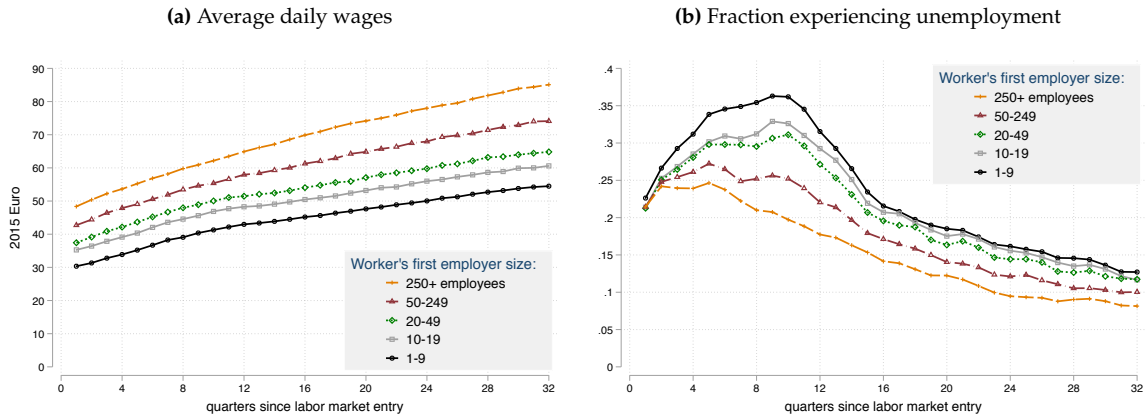 (a) Average daily wages
90
80
70
60
50
40
30
20
10
0
2015 Euro
0 4 8 12 16 20 24 28 32
quarters since labor market entry
Worker's first employer size:
250+ employees
50-249
20-49
10-19
1-9
(b) Fraction experiencing unemployment
.4
.35
.3
.25
.2
.15
.1
.05
0
0 4 8 12 16 20 24 28 32
quarters since labor market entry
Worker's first employer size:
250+ employees
50-249
20-49
10-19
1-9